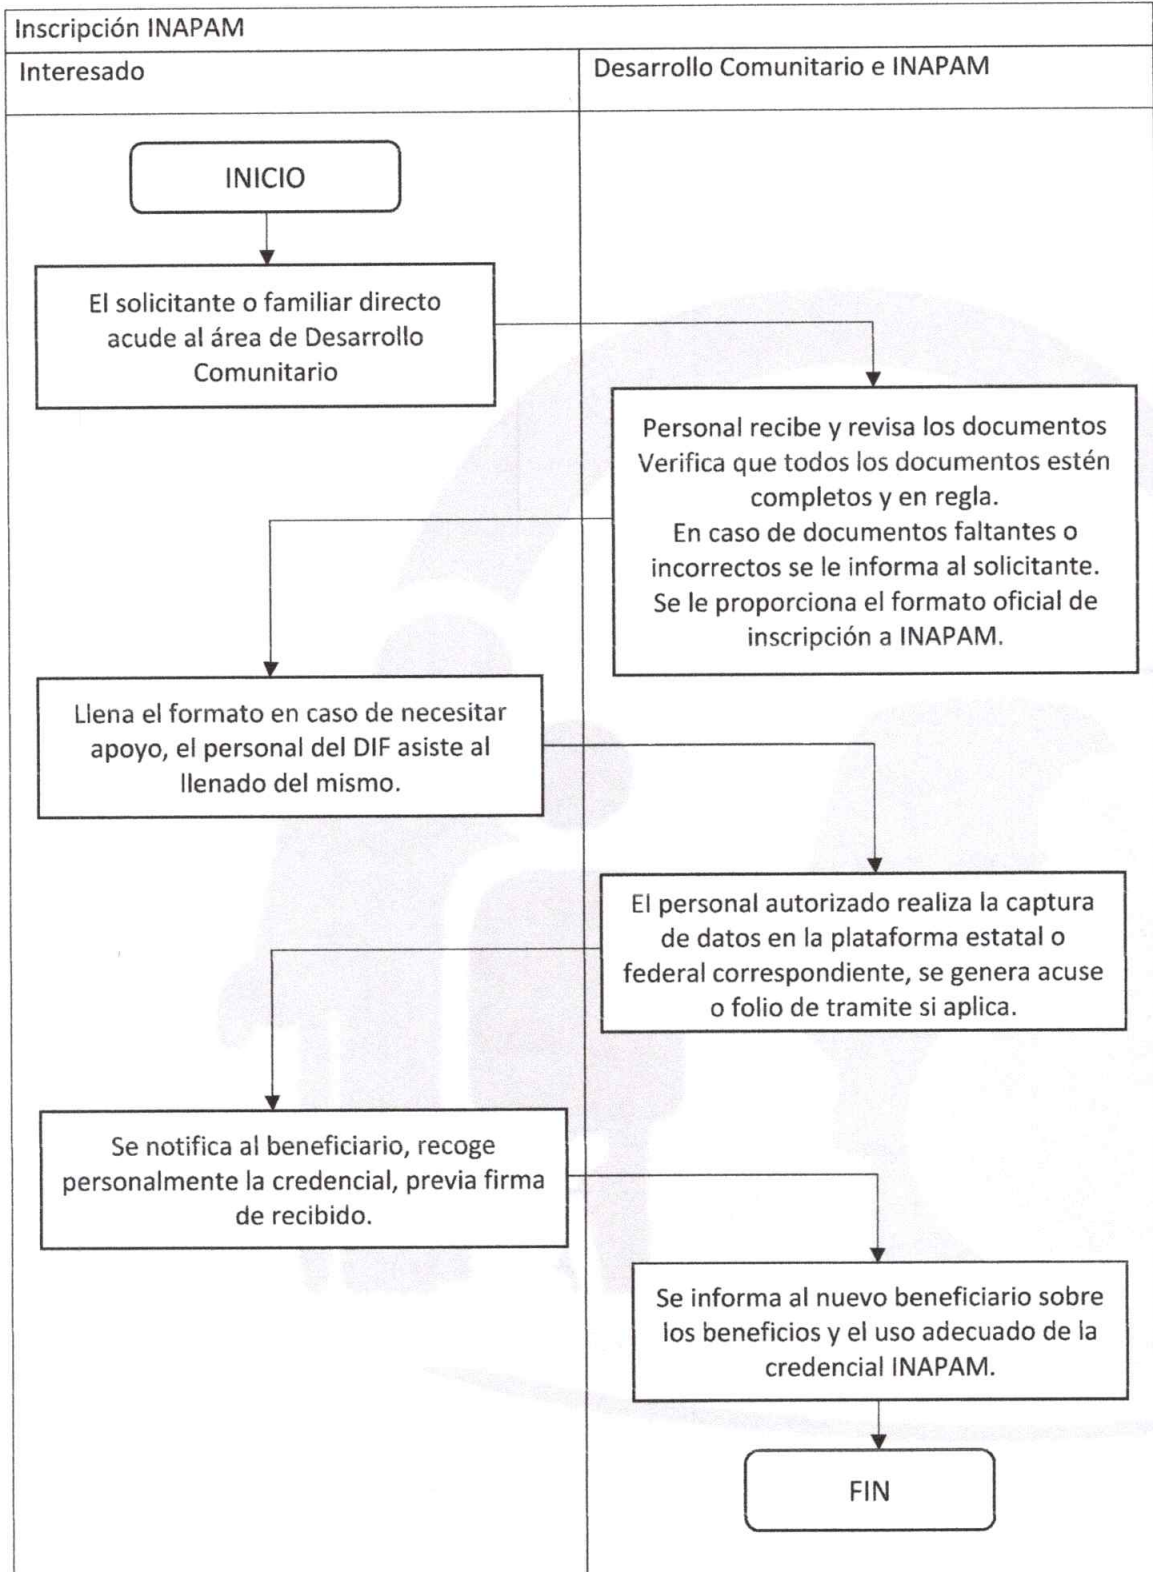 Inscripción INAPAM
Interesado
Desarrollo Comunitario e INAPAM
INICIO
El solicitante o familiar directo
acude al área de Desarrollo
Comunitario
Personal recibe y revisa los documentos
Verifica que todos los documentos estén
completos y en regla.
En caso de documentos faltantes o
incorrectos se le informa al solicitante.
Se le proporciona el formato oficial de
inscripción a INAPAM.
Llena el formato en caso de necesitar
apoyo, el personal del DIF asiste al
llenado del mismo.
El personal autorizado realiza la captura
de datos en la plataforma estatal o
federal correspondiente, se genera acuse
o folio de tramite si aplica.
Se notifica al beneficiario, recoge
personalmente la credencial, previa firma
de recibido.
Se informa al nuevo beneficiario sobre
los beneficios y el uso adecuado de la
credencial INAPAM.
FIN